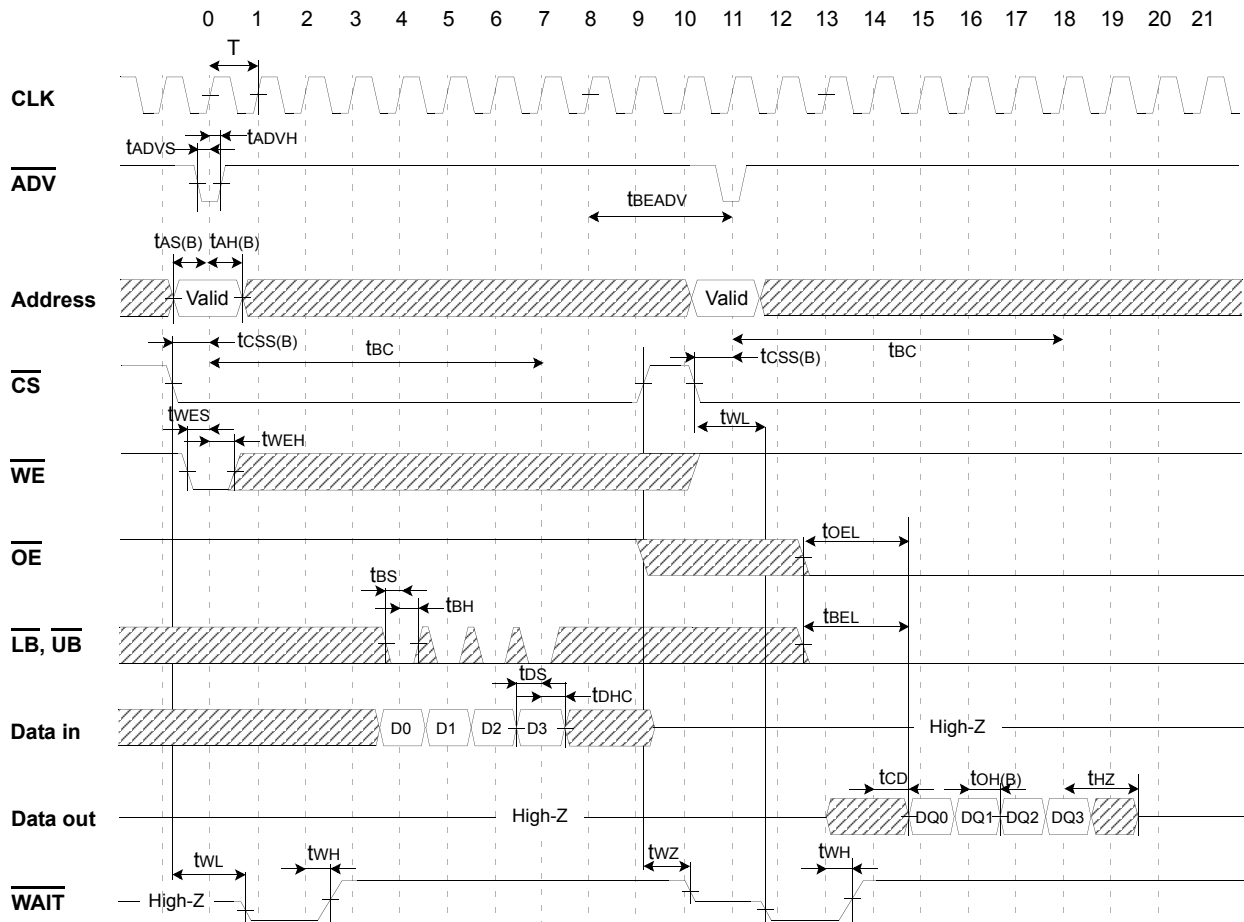 0 1 2 3 4 5 6 7 8 9 10 11 12 13 14 15 16 17 18 19 20 21
T
CLK
tADVH
tADVS
ADV
tBEADV
tAS(B) tAH(B)
Address Valid Valid
tCSS(B) tBC tCSS(B) tBC
CS
tWES tWL
tWEH
WE
OE tOEL
tBS
tBH tBEL
LB, UB
tDS
tDHC
Data in D0 D1 D2 D3 High-Z
tCD tOH(B) tHZ
Data out High-Z DQ0 DQ1 DQ2 DQ3
tWL tWH tWZ tWH
WAIT High-Z